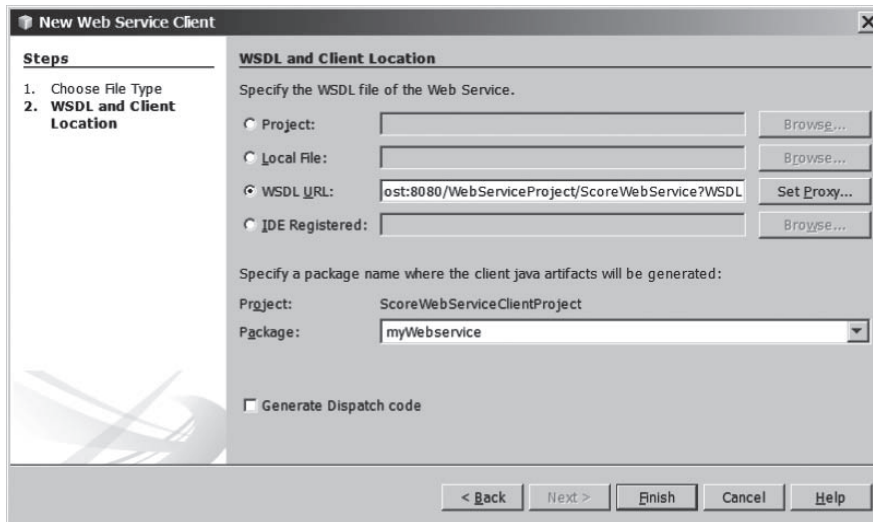 New Web Service Client
Steps
1. Choose File Type
2. WSDL and Client
Location
WSDL and Client Location
Specify the WSDL file of the Web Service.
Project:
Browse...
Local File:
Browse...
WSDL URL:
ost:8080/WebServiceProject/ScoreWebService?WSDL
Set Proxy...
IDE Registered:
Browse...
Specify a package name where the client java artifacts will be generated:
Project:
ScoreWebServiceClientProject
Package:
myWebservice
Generate Dispatch code
< Back
Next >
Finish
Cancel
Help